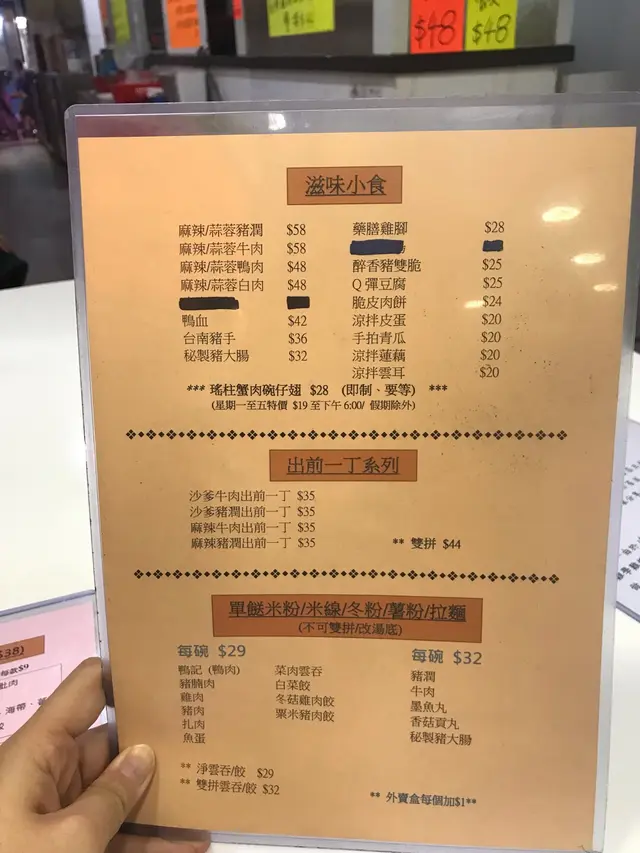 $48
$48
滋味小食
麻辣/蒜蓉豬潤 $58
麻辣/蒜蓉牛肉 $58
麻辣/蒜蓉鴨肉 $48
麻辣/蒜蓉白肉 $48
鴨血 $42
台南豬手 $36
秘製豬大腸 $32
藥膳雞腳 $28
醉香豬雙脆 $25
Q 彈豆腐 $25
脆皮肉餅 $24
涼拌皮蛋 $20
手拍青瓜 $20
涼拌蓮藕 $20
涼拌雲耳 $20
*** 瑤柱蟹肉碗仔翅 $28 (即制、要等) ***
(星期一至五特價 $19 至下午 6:00/ 假期除外)
出前一丁系列
沙爹牛肉出前一丁 $35
沙爹豬潤出前一丁 $35
麻辣牛肉出前一丁 $35
麻辣豬潤出前一丁 $35
** 雙拼 $44
單餸米粉/米線/冬粉/薯粉/拉麵
(不可雙拼/改湯底)
每碗 $29
鴨記 (鴨肉)
豬腩肉
雞肉
豬肉
扎肉
魚蛋
菜肉雲吞
白菜餃
冬菇雞肉餃
粟米豬肉餃
每碗 $32
豬潤
牛肉
墨魚丸
香菇貢丸
秘製豬大腸
** 淨雲吞/餃 $29
** 雙拼雲吞/餃 $32
** 外賣盒每個加$1**
$38)
每款$9